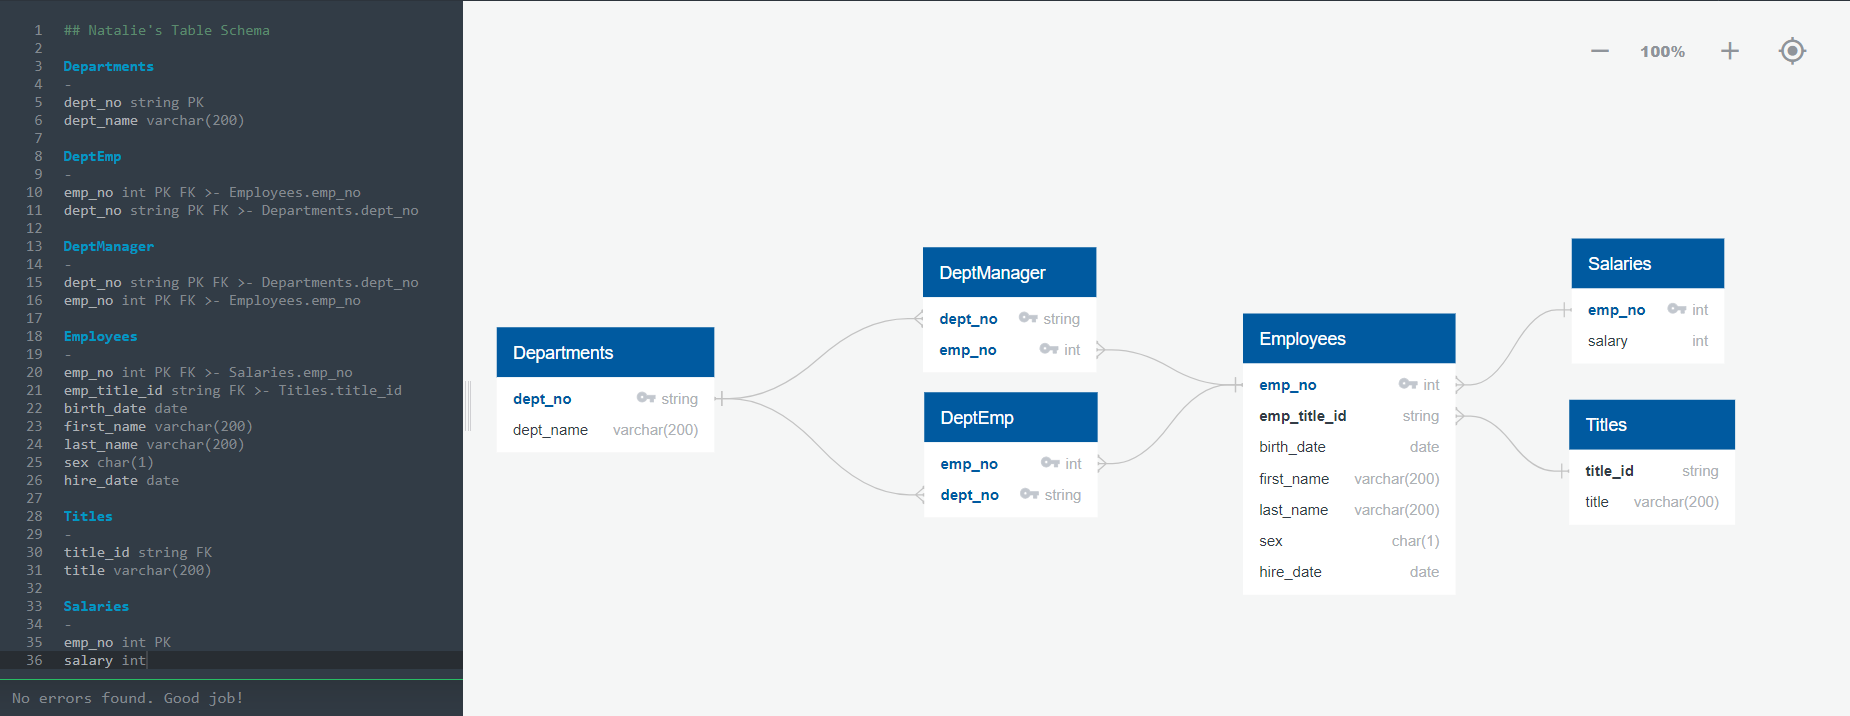 1 ## Natalie's Table Schema
2
3 Departments
4 -
5 dept_no string PK
6 dept_name varchar(200)
7
8 DeptEmp
9 -
10 emp_no int PK FK >- Employees.emp_no
11 dept_no string PK FK >- Departments.dept_no
12
13 DeptManager
14 -
15 dept_no string PK FK >- Departments.dept_no
16 emp_no int PK FK >- Employees.emp_no
17
18 Employees
19 -
20 emp_no int PK FK >- Salaries.emp_no
21 emp_title_id string FK >- Titles.title_id
22 birth_date date
23 first_name varchar(200)
24 last_name varchar(200)
25 sex char(1)
26 hire_date date
27
28 Titles
29 -
30 title_id string FK
31 title varchar(200)
32
33 Salaries
34 -
35 emp_no int PK
36 salary int
No errors found. Good job!
100%
Departments
dept_no string
dept_name varchar(200)
DeptManager
dept_no string
emp_no int
DeptEmp
emp_no int
dept_no string
Employees
emp_no int
emp_title_id string
birth_date date
first_name varchar(200)
last_name varchar(200)
sex char(1)
hire_date date
Salaries
emp_no int
salary int
Titles
title_id string
title varchar(200)